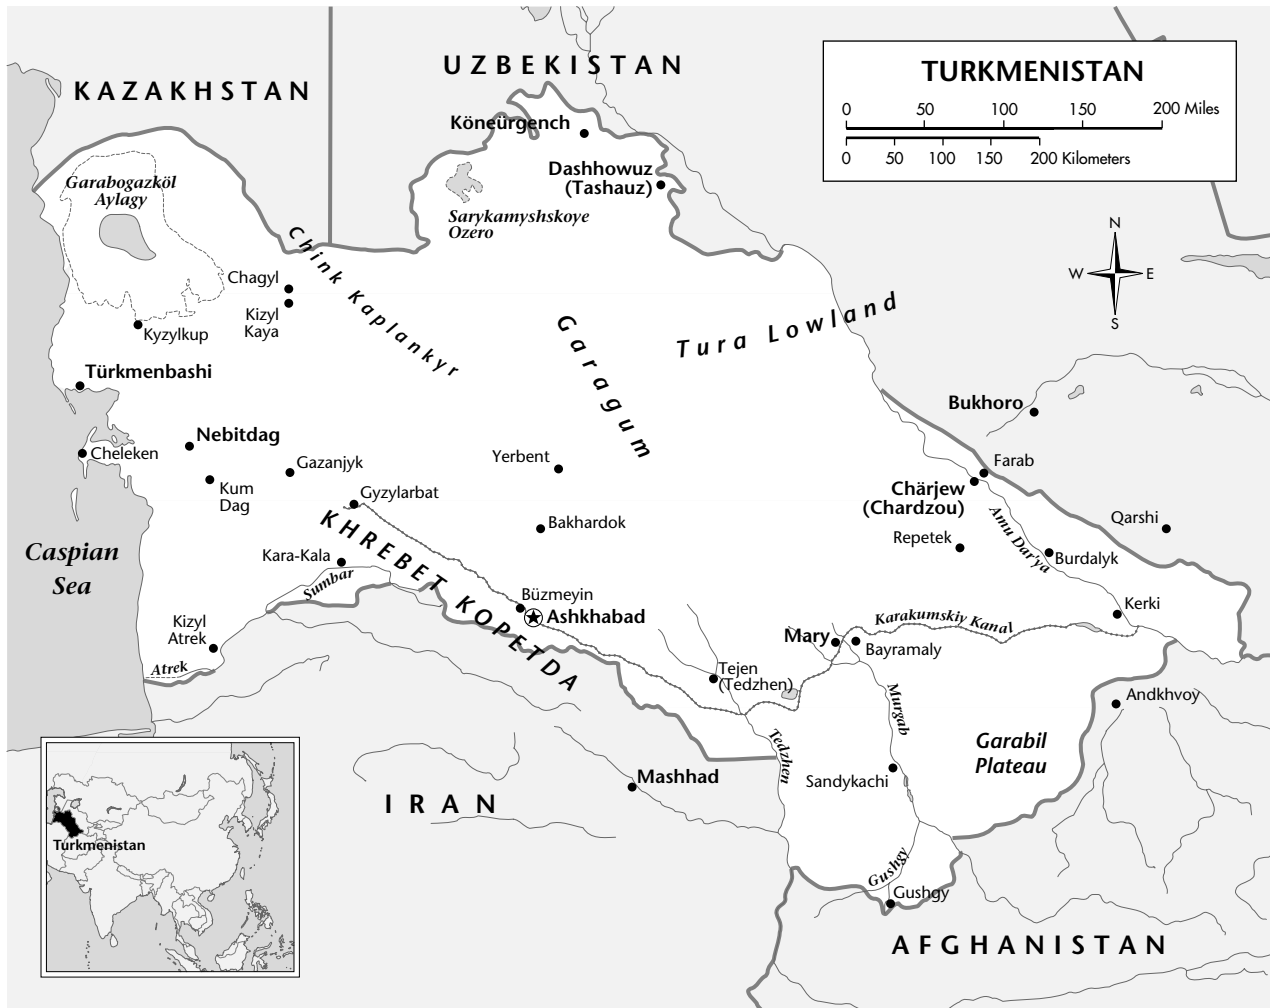 UZBEKISTAN
KAZAKHSTAN
TURKMENISTAN
0 50 100 150 200 Miles
0 50 100 150 200 Kilometers
Köneürgench
Dashhowuz
(Tashauz)
Garabogazköl
Aylagy
Sarykamyshskoye
Ozero
N
W E
S
Chink Kaplankyr
Chagyl
Kizyl
Kaya
Kyzylkup
Garagum
Tura Lowland
Türkmenbashi
Bukhoro
Nebitdag
Cheleken
Gazanjyk
Kum
Dag
Yerbent
Farab
Gyzylarbat
Chärjew
(Chardzou)
Amu Dar'ya
Qarshi
Bakhardok
Repetek
Burdalyk
KHREBET KOPETDA
Caspian
Sea
Kara-Kala
Sumbar
Büzmeyin
Ashkhabad
Kerki
Kizyl
Atrek
Atrek
Karakumskiy Kanal
Mary
Bayramaly
Tejen
(Tedzhen)
Murgab
Andkhvoy
Tedzhen
Garabil
Plateau
Mashhad
Sandykachi
IRAN
Turkmenistan
Gushgy
Gushgy
AFGHANISTAN